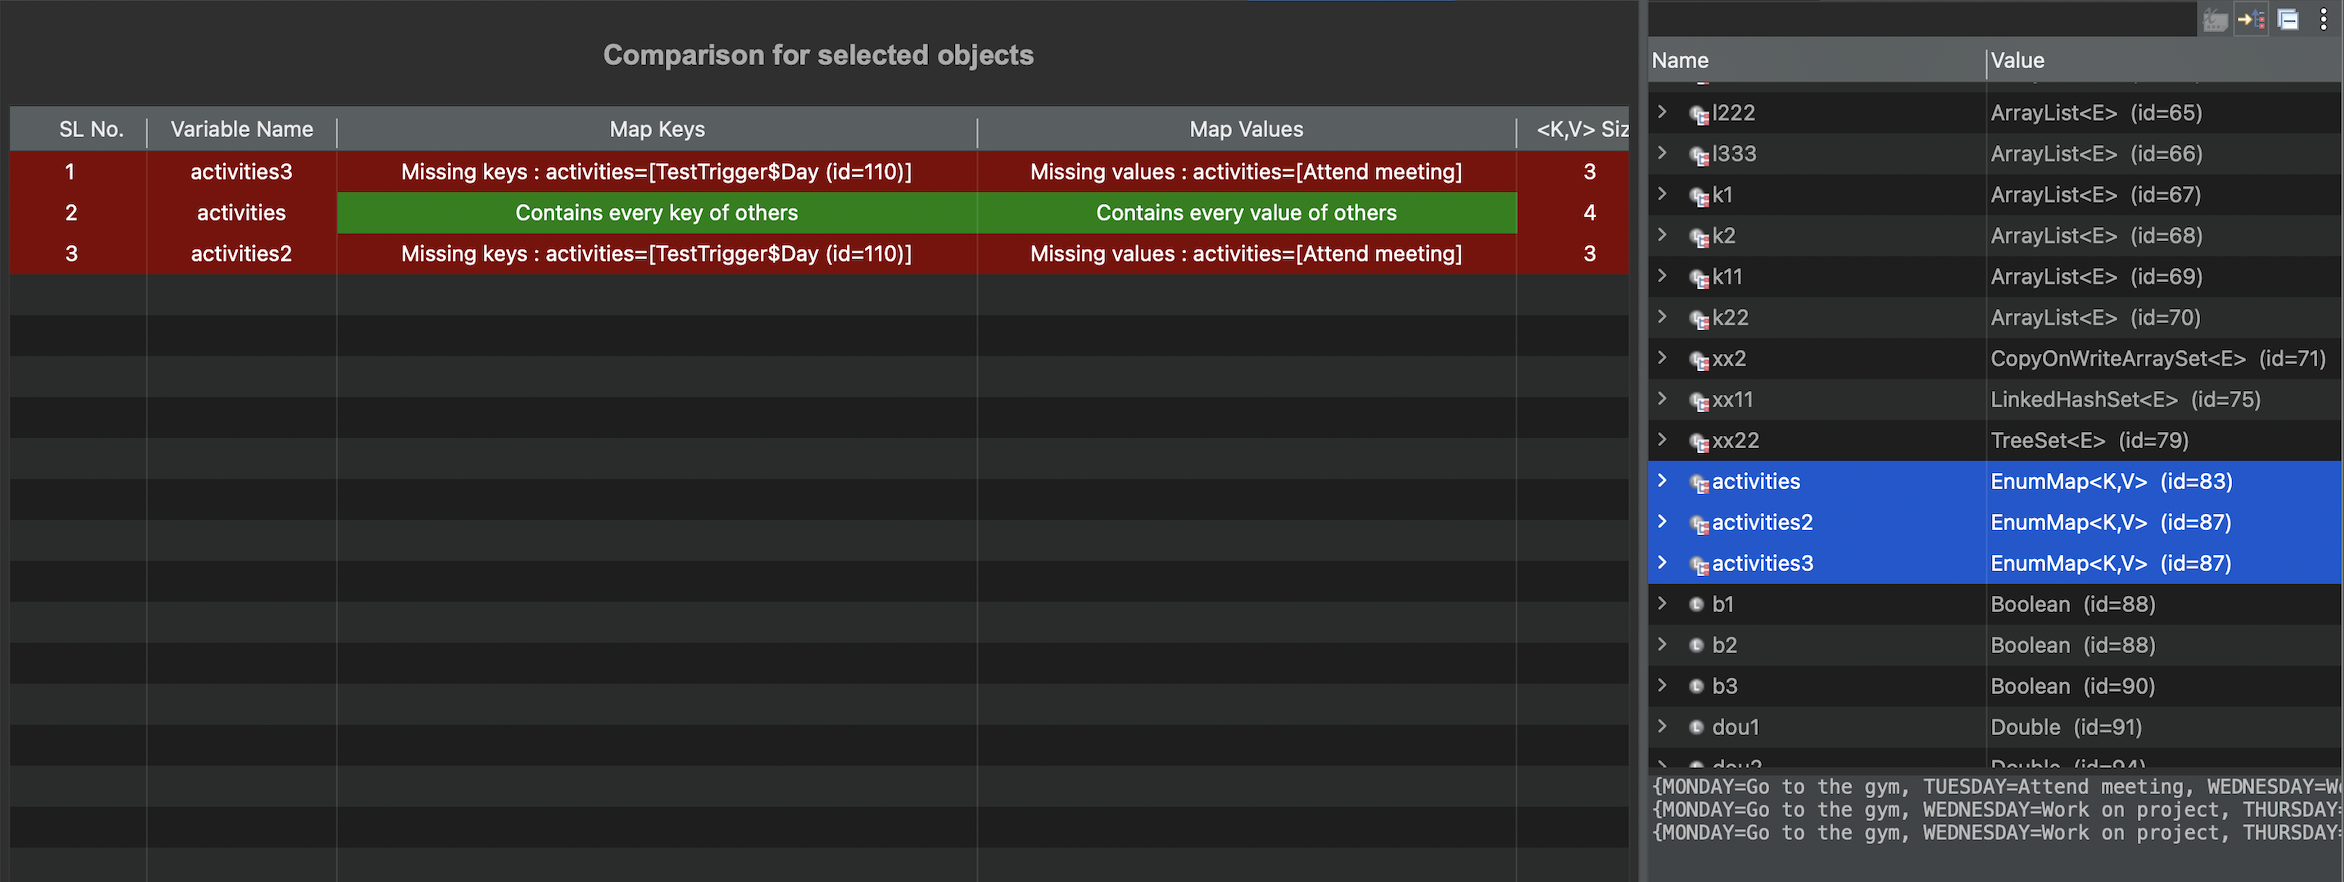 Comparison for selected objects
SL No. Variable Name Map Keys Map Values <K,V> Siz
1 activities3 Missing keys : activities=[TestTrigger$Day (id=110)] Missing values : activities=[Attend meeting] 3
2 activities Contains every key of others Contains every value of others 4
3 activities2 Missing keys : activities=[TestTrigger$Day (id=110)] Missing values : activities=[Attend meeting] 3
Name Value
l222 ArrayList<E> (id=65)
l333 ArrayList<E> (id=66)
k1 ArrayList<E> (id=67)
k2 ArrayList<E> (id=68)
k11 ArrayList<E> (id=69)
k22 ArrayList<E> (id=70)
xx2 CopyOnWriteArraySet<E> (id=71)
xx11 LinkedHashSet<E> (id=75)
xx22 TreeSet<E> (id=79)
activities EnumMap<K,V> (id=83)
activities2 EnumMap<K,V> (id=87)
activities3 EnumMap<K,V> (id=87)
b1 Boolean (id=88)
b2 Boolean (id=88)
b3 Boolean (id=90)
dou1 Double (id=91)
dou2 Double (id=94)
{MONDAY=Go to the gym, TUESDAY=Attend meeting, WEDNESDAY=W
{MONDAY=Go to the gym, WEDNESDAY=Work on project, THURSDAY=
{MONDAY=Go to the gym, WEDNESDAY=Work on project, THURSDAY=